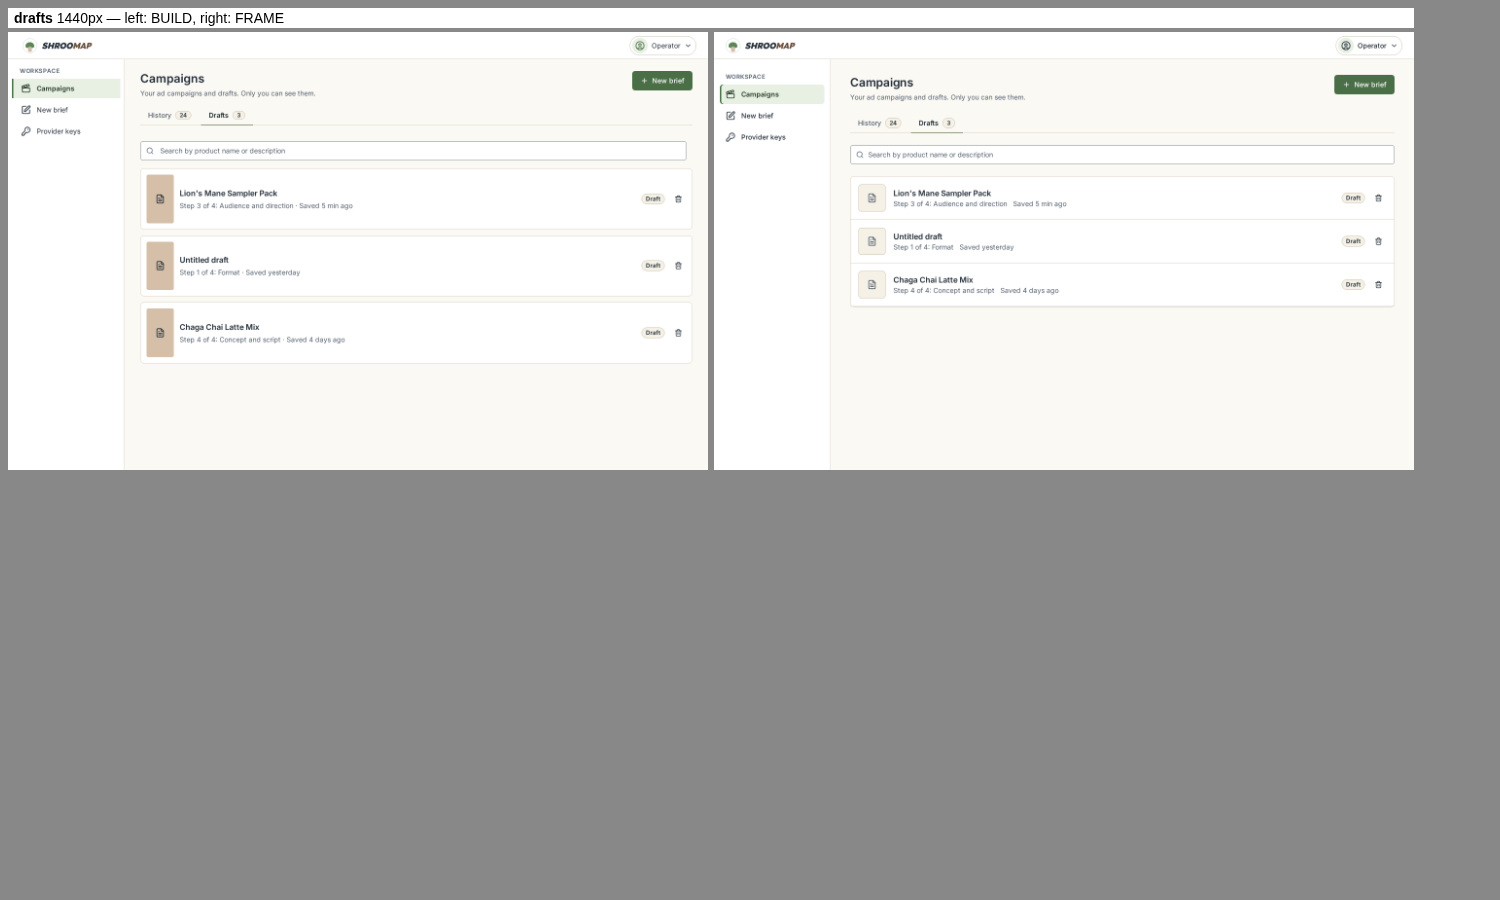 drafts 1440px — left: BUILD, right: FRAME
SHROOMAP
Operator
WORKSPACE
Campaigns
New brief
Provider keys
Campaigns
Your ad campaigns and drafts. Only you can see them.
New brief
History 24
Drafts 3
Search by product name or description
Lion's Mane Sampler Pack
Step 3 of 4: Audience and direction · Saved 5 min ago
Draft
Untitled draft
Step 1 of 4: Format · Saved yesterday
Draft
Chaga Chai Latte Mix
Step 4 of 4: Concept and script · Saved 4 days ago
Draft
SHROOMAP
Operator
WORKSPACE
Campaigns
New brief
Provider keys
Campaigns
Your ad campaigns and drafts. Only you can see them.
New brief
History 24
Drafts 3
Search by product name or description
Lion's Mane Sampler Pack
Step 3 of 4: Audience and direction Saved 5 min ago
Draft
Untitled draft
Step 1 of 4: Format Saved yesterday
Draft
Chaga Chai Latte Mix
Step 4 of 4: Concept and script Saved 4 days ago
Draft